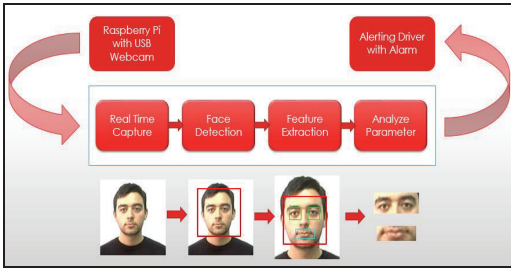 Raspberry Pi
with USB
Webcam
Alerting Driver
with Alarm
Real Time
Capture
Face
Detection
Feature
Extraction
Analyze
Parameter